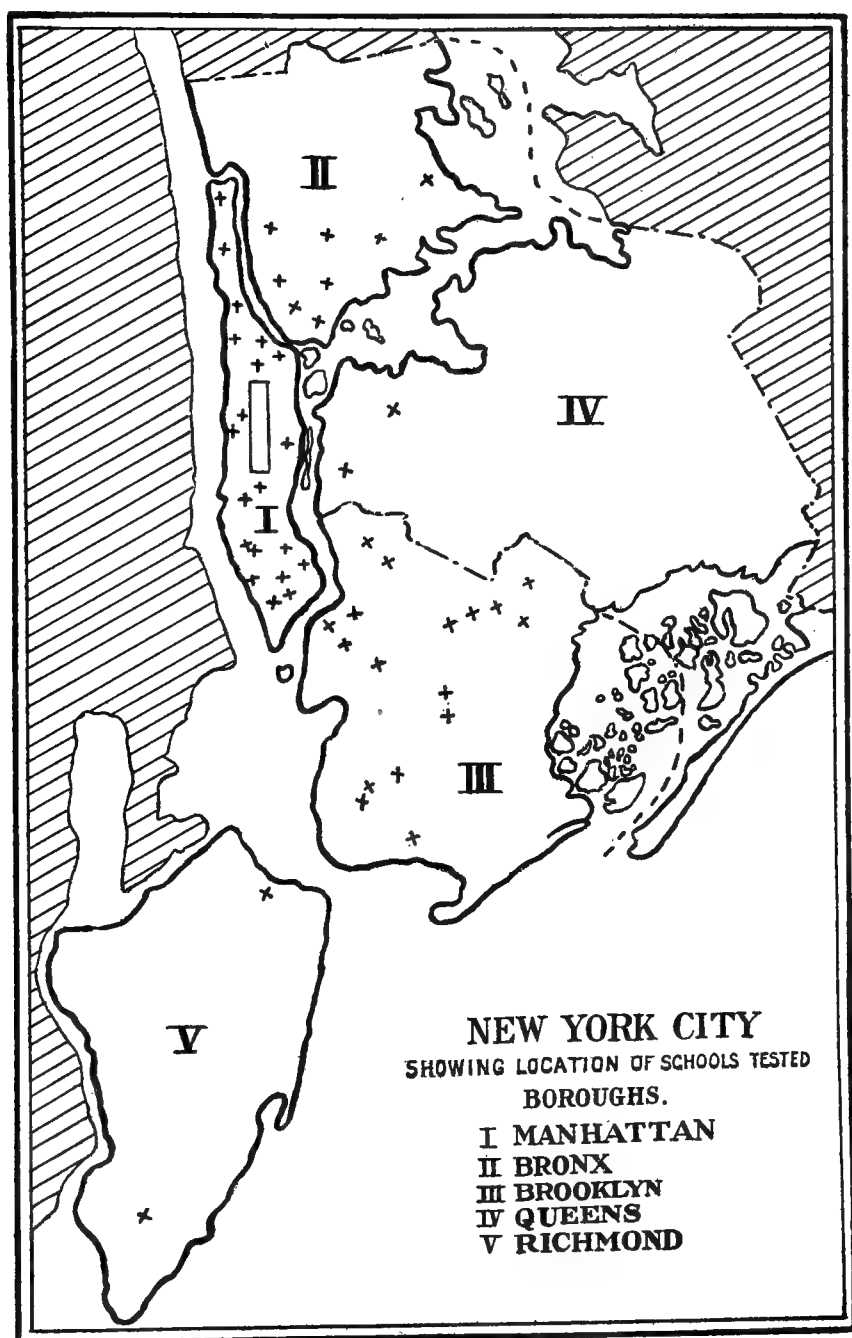 II
IV
I
III
V
NEW YORK CITY
SHOWING LOCATION OF SCHOOLS TESTED
BOROUGHS.
I MANHATTAN
II BRONX
III BROOKLYN
IV QUEENS
V RICHMOND